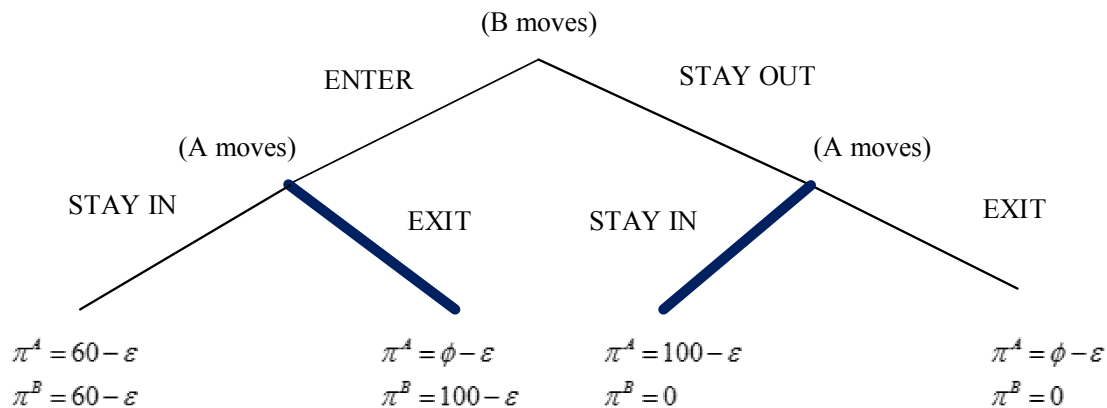 (B moves)
ENTER
STAY OUT
(A moves)
(A moves)
STAY IN
EXIT
STAY IN
EXIT
π^A = 60 − ε
π^B = 60 − ε
π^A = ϕ − ε
π^B = 100 − ε
π^A = 100 − ε
π^B = 0
π^A = ϕ − ε
π^B = 0